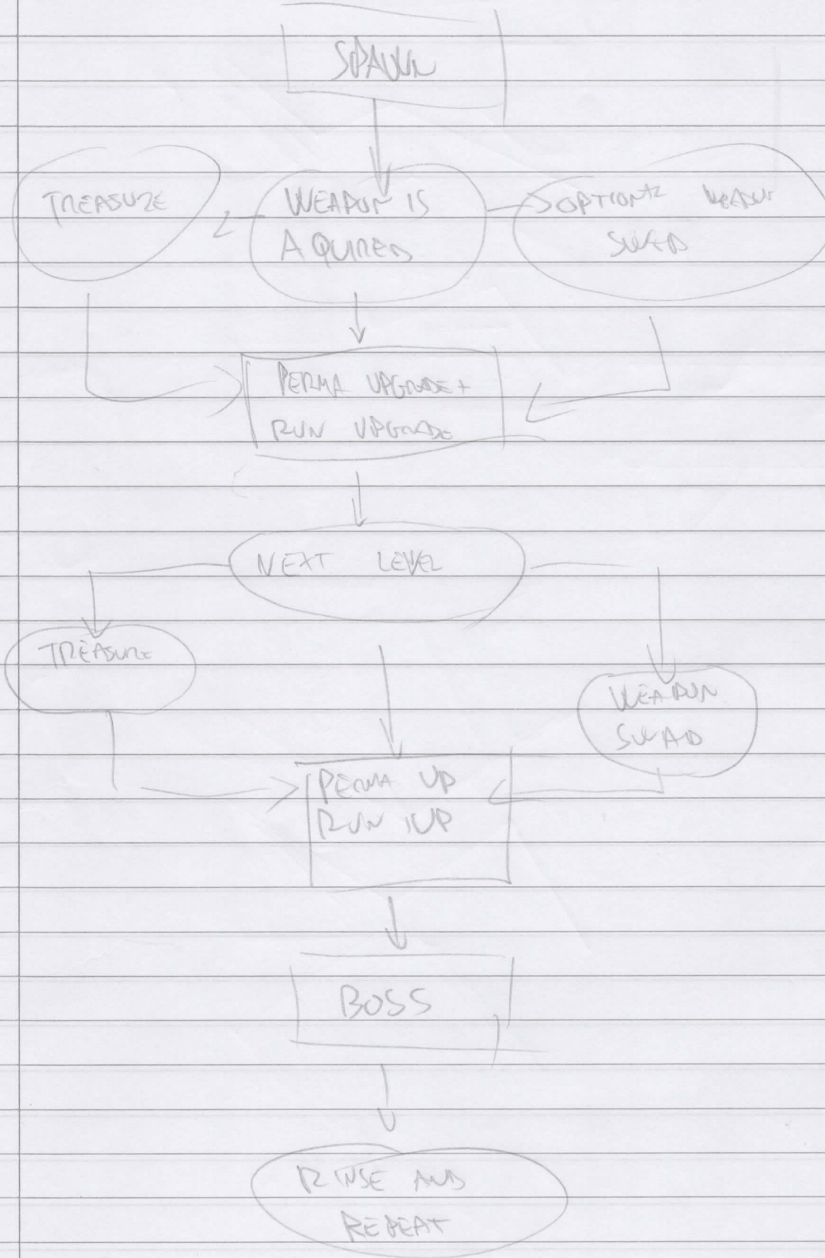 SPAWN
TREASURE
WEAPON IS
AQUIRED
OPTIONAL WEAPON
SWAP
PERMA UPGRADE +
RUN UPGRADE
NEXT LEVEL
TREASURE
WEAPON
SWAP
PERMA UP
RUN UP
BOSS
RINSE AND
REPEAT